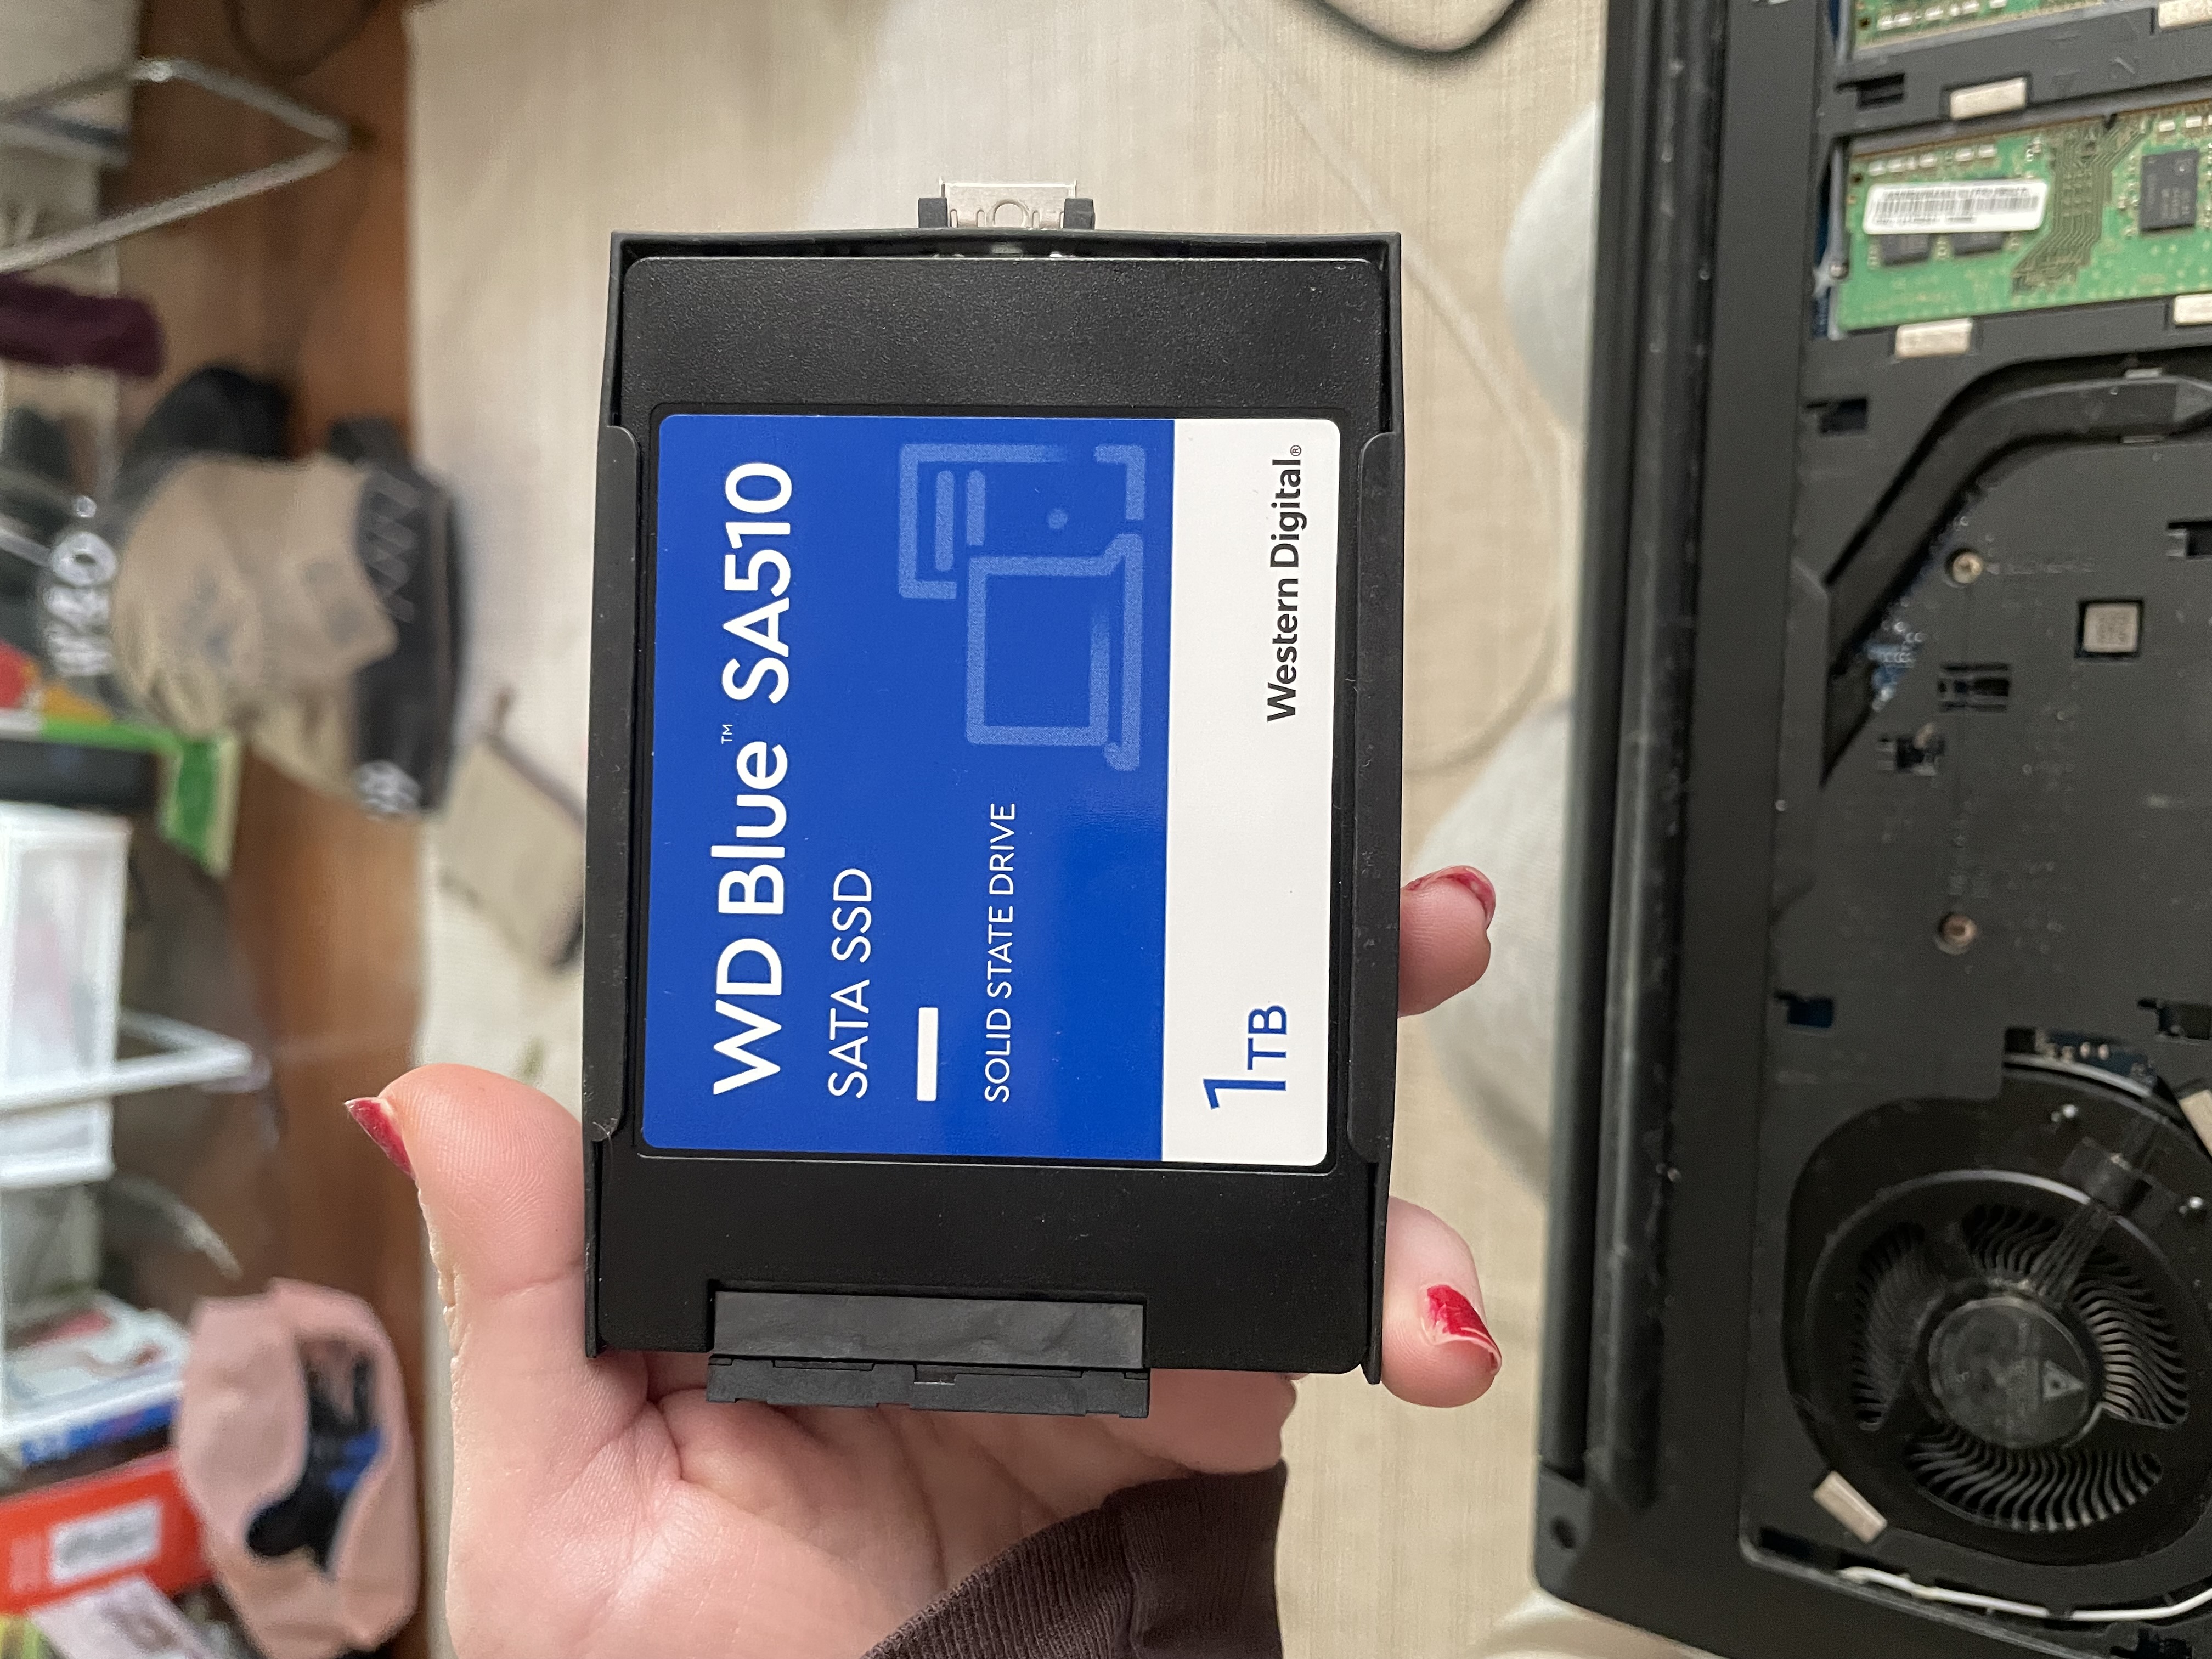 WD Blue™ SA510
SATA SSD
SOLID STATE DRIVE
1TB
Western Digital®